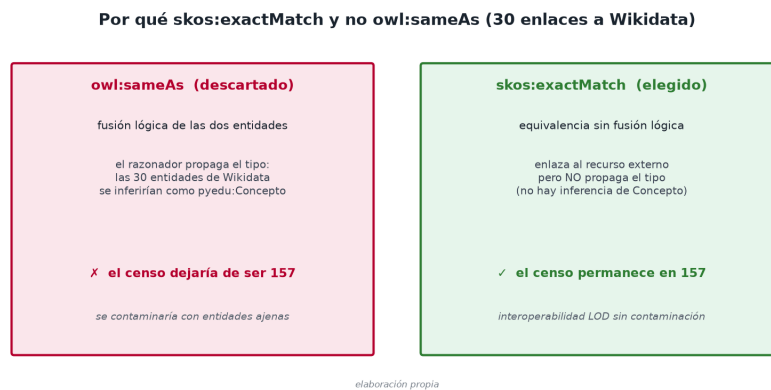 Por qué skos:exactMatch y no owl:sameAs (30 enlaces a Wikidata)
owl:sameAs (descartado)
fusión lógica de las dos entidades
el razonador propaga el tipo:
las 30 entidades de Wikidata
se inferirían como pyedu:Concepto
✗ el censo dejaría de ser 157
se contaminaría con entidades ajenas
skos:exactMatch (elegido)
equivalencia sin fusión lógica
enlaza al recurso externo
pero NO propaga el tipo
(no hay inferencia de Concepto)
✓ el censo permanece en 157
interoperabilidad LOD sin contaminación
elaboración propia